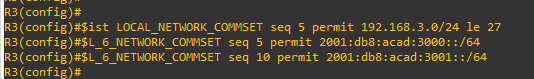 R3(config)#
R3(config)#$ist LOCAL_NETWORK_COMMSET seq 5 permit 192.168.3.0/24 le 27
R3(config)#$L_6_NETWORK_COMMSET seq 5 permit 2001:db8:acad:3000::/64
R3(config)#$L_6_NETWORK_COMMSET seq 10 permit 2001:db8:acad:3001::/64
R3(config)#